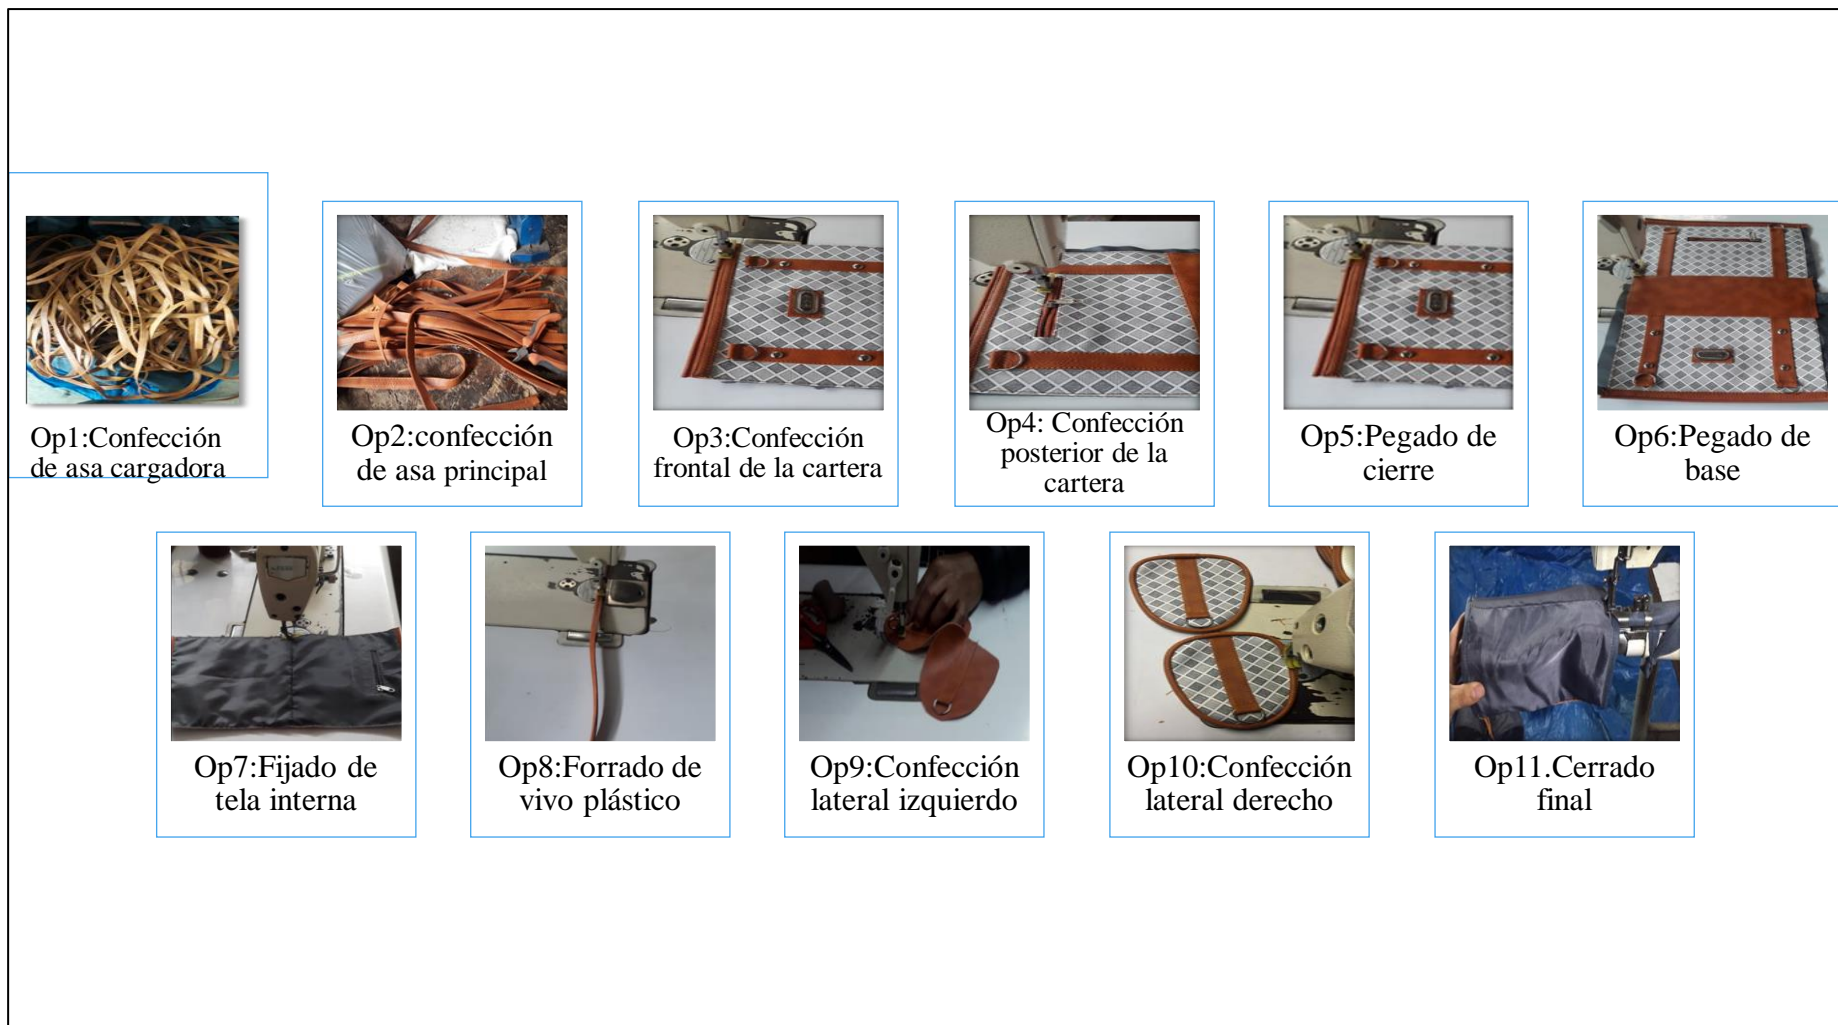 Op1:Confección
de asa cargadora
Op2:confección
de asa principal
Op3:Confección
frontal de la cartera
Op4: Confección
posterior de la
cartera
Op5:Pegado de
cierre
Op6:Pegado de
base
Op7:Fijado de
tela interna
Op8:Forrado de
vivo plástico
Op9:Confección
lateral izquierdo
Op10:Confección
lateral derecho
Op11.Cerrado
final